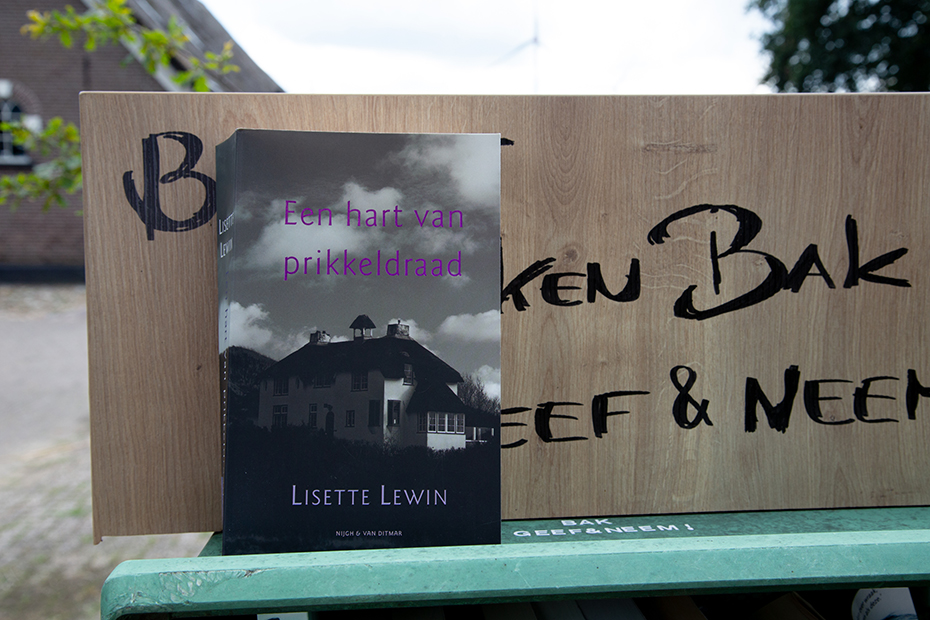 B
Een hart van
prikkeldraad
LISETTE
LEWIN
KEN BAK
EEF & NEEM
LISETTE LEWIN
NIJGH & VAN DITMAR
BAK
GEEF&NEEM!